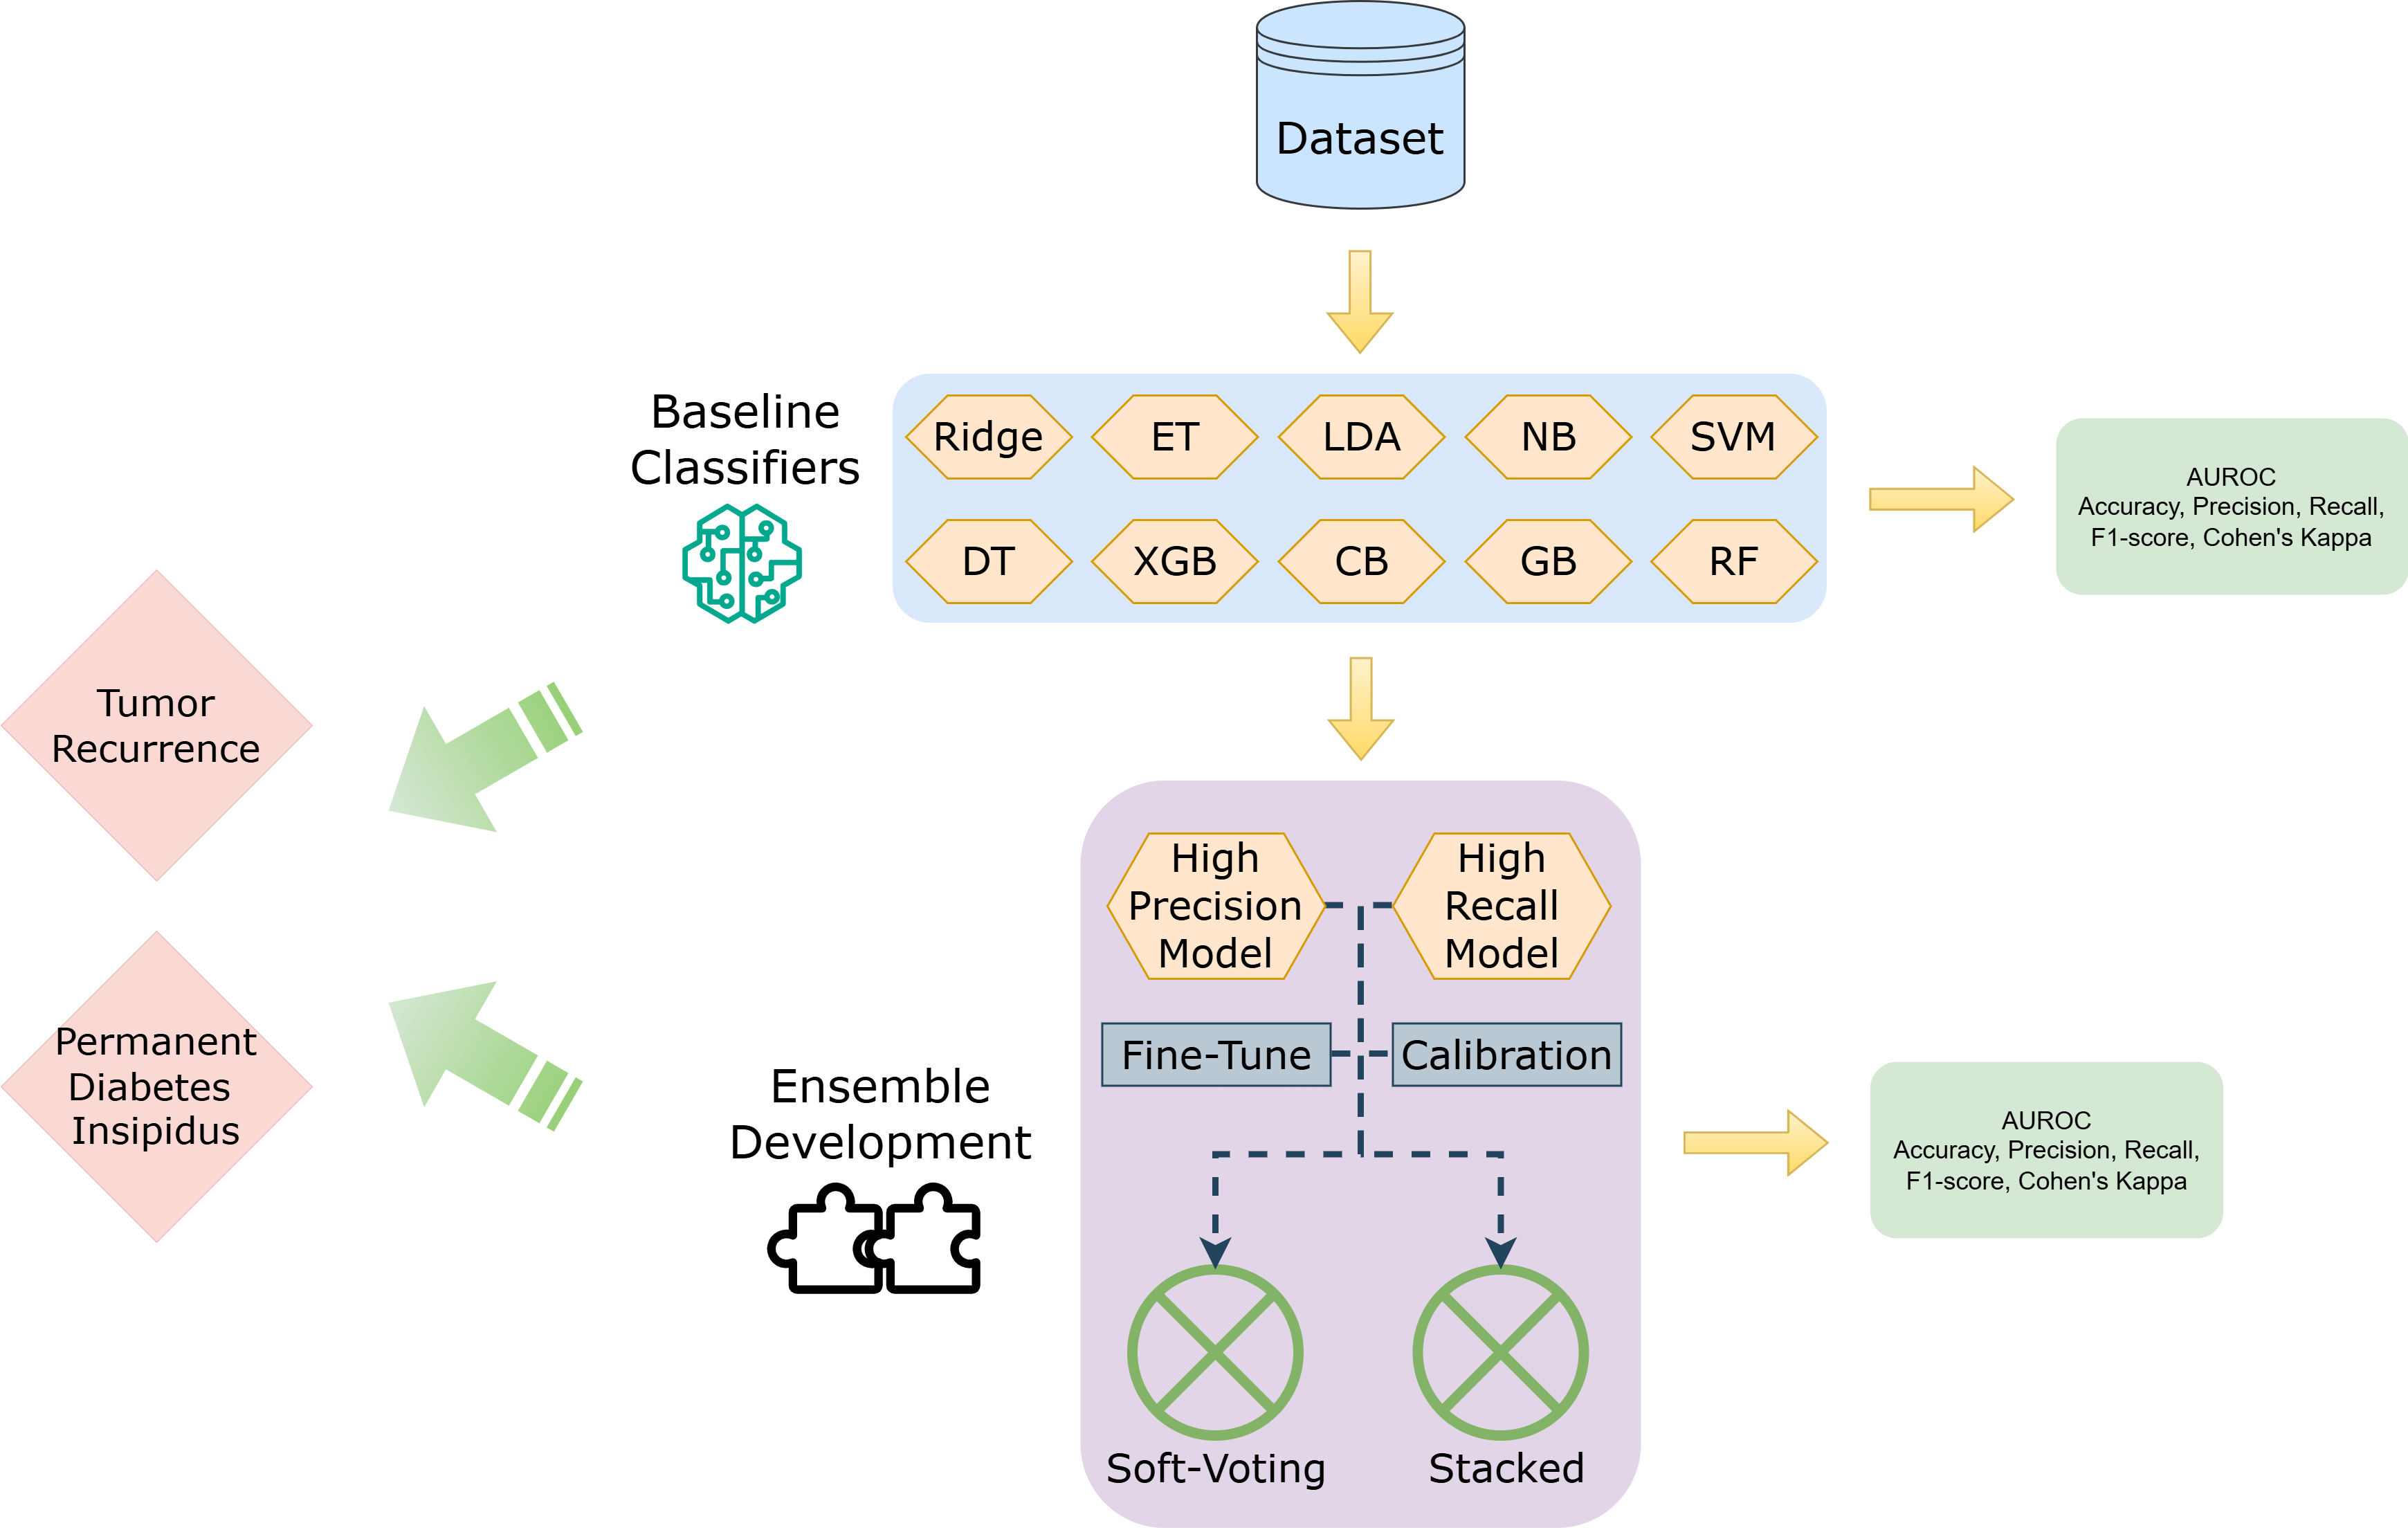 Dataset
Baseline
Classifiers
Ridge
ET
LDA
NB
SVM
DT
XGB
CB
GB
RF
AUROC
Accuracy, Precision, Recall,
F1-score, Cohen's Kappa
Tumor
Recurrence
Permanent
Diabetes
Insipidus
Ensemble
Development
High
Precision
Model
High
Recall
Model
Fine-Tune
Calibration
Soft-Voting
Stacked
AUROC
Accuracy, Precision, Recall,
F1-score, Cohen's Kappa